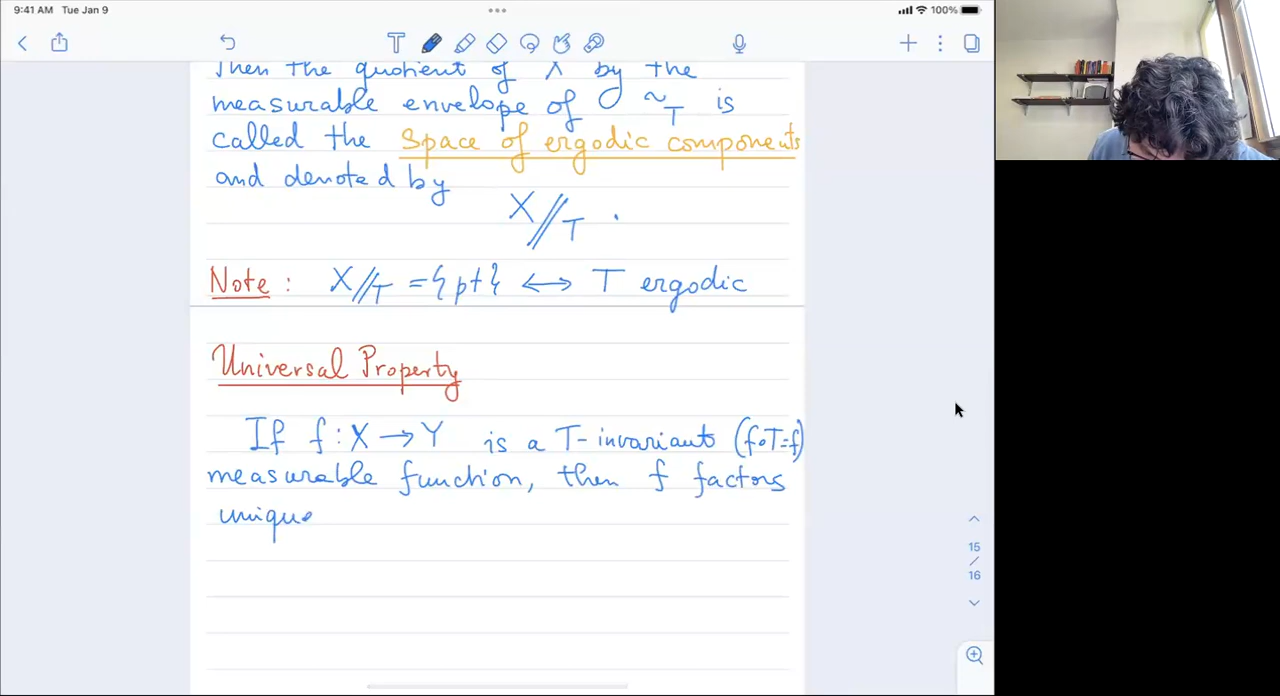 9:41 AM Tue Jan 9
100%
Then the quotient of X by the
measurable envelope of ~T is
called the space of ergodic components
and denoted by
X//T .
Note : X//T = {pt} ⟷ T ergodic
Universal Property
If f : X → Y is a T-invariant (f∘T=f)
measurable function, then f factors
unique
15
/
16